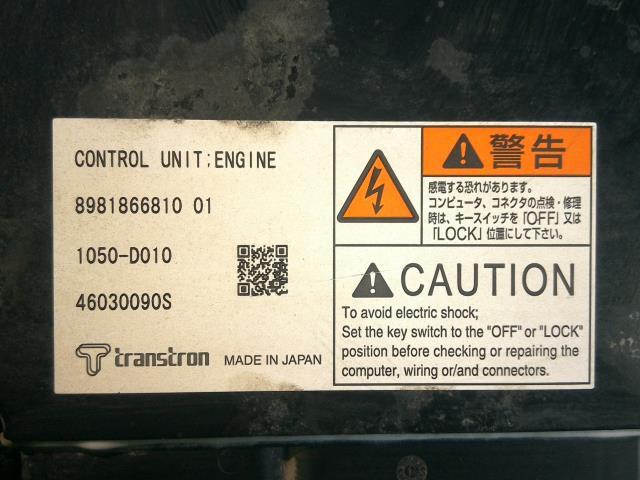 CONTROL UNIT;ENGINE
8981866810 01
1050-D010
46030090S
transtron MADE IN JAPAN
警告
感電する恐れがあります。
コンピュータ、コネクタの点検・修理
時は、キースイッチを「OFF」又は
「LOCK」位置にして下さい。
CAUTION
To avoid electric shock;
Set the key switch to the "OFF" or "LOCK"
position before checking or repairing the
computer, wiring or/and connectors.